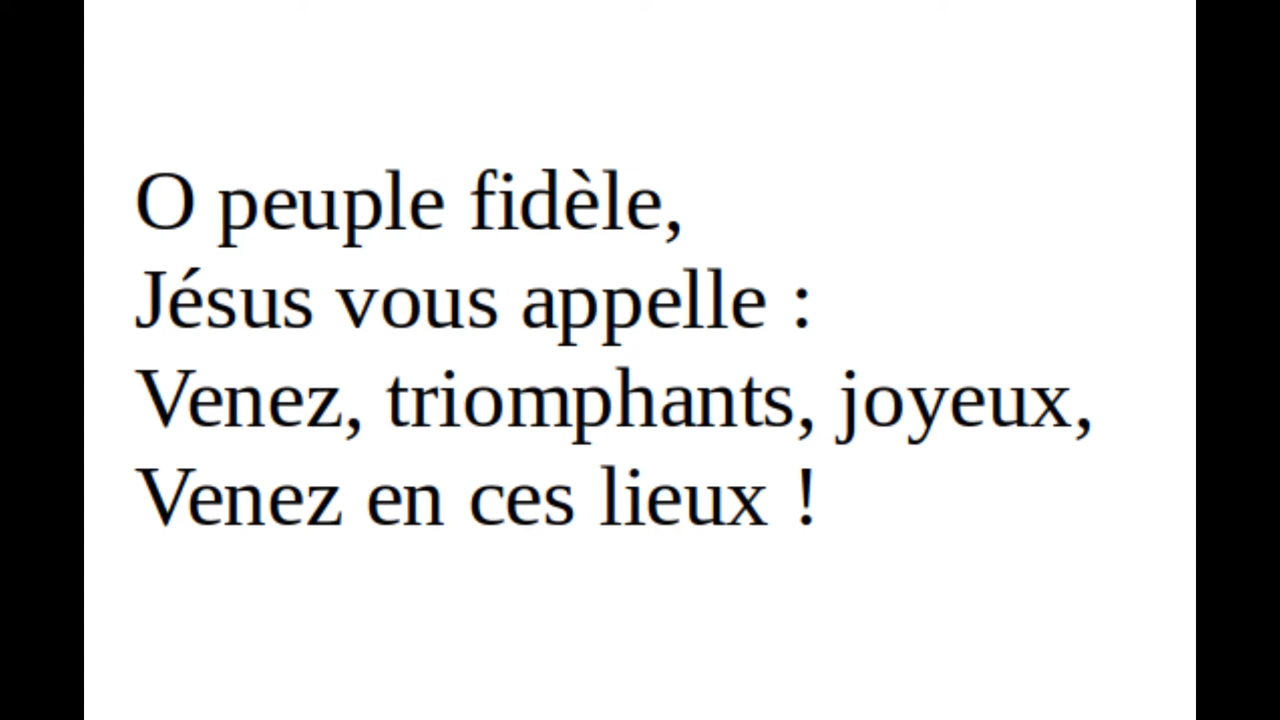 O peuple fidèle,
Jésus vous appelle :
Venez, triomphants, joyeux,
Venez en ces lieux !